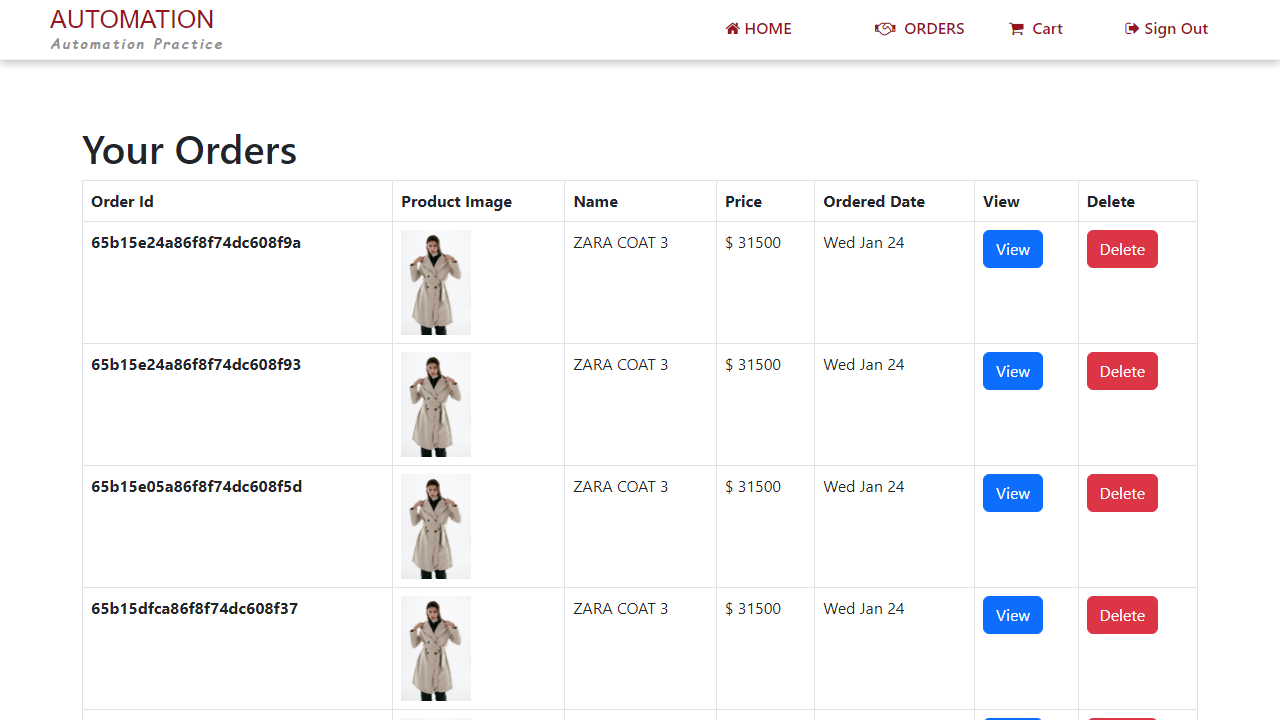 AUTOMATION
Automation Practice
HOME
ORDERS
Cart
Sign Out
Your Orders
Order Id Product Image Name Price Ordered Date View Delete
65b15e24a86f8f74dc608f9a ZARA COAT 3 $ 31500 Wed Jan 24 View Delete
65b15e24a86f8f74dc608f93 ZARA COAT 3 $ 31500 Wed Jan 24 View Delete
65b15e05a86f8f74dc608f5d ZARA COAT 3 $ 31500 Wed Jan 24 View Delete
65b15dfca86f8f74dc608f37 ZARA COAT 3 $ 31500 Wed Jan 24 View Delete